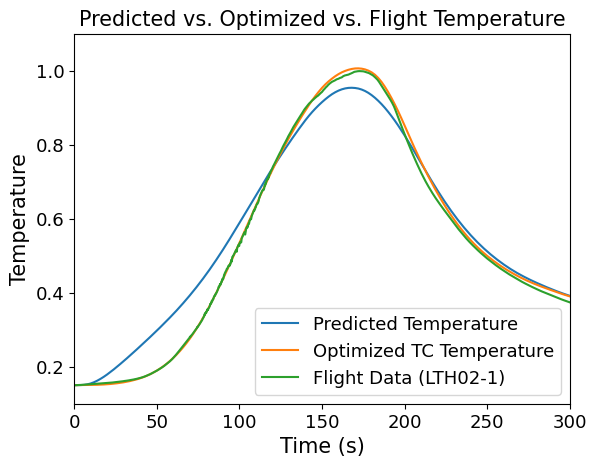 Predicted vs. Optimized vs. Flight Temperature
Temperature
1.0
0.8
0.6
0.4
0.2
Predicted Temperature
Optimized TC Temperature
Flight Data (LTH02-1)
0 50 100 150 200 250 300
Time (s)